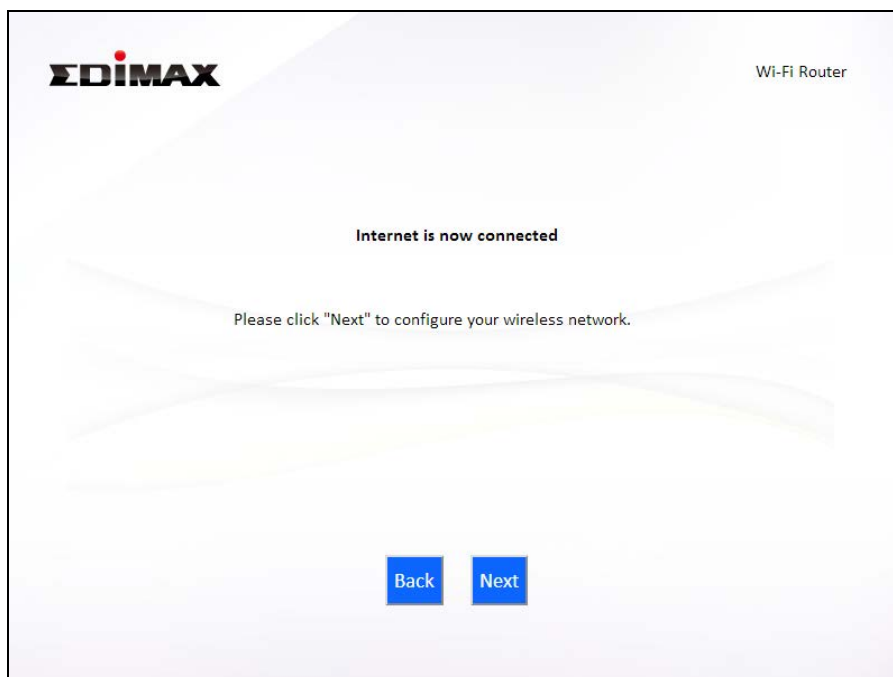 EDIMAX
Wi-Fi Router
Internet is now connected
Please click "Next" to configure your wireless network.
Back
Next